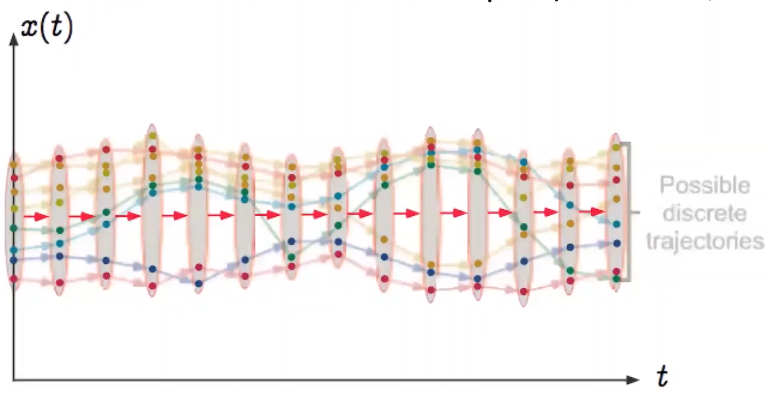 x(t)
Possible
discrete
trajectories
t